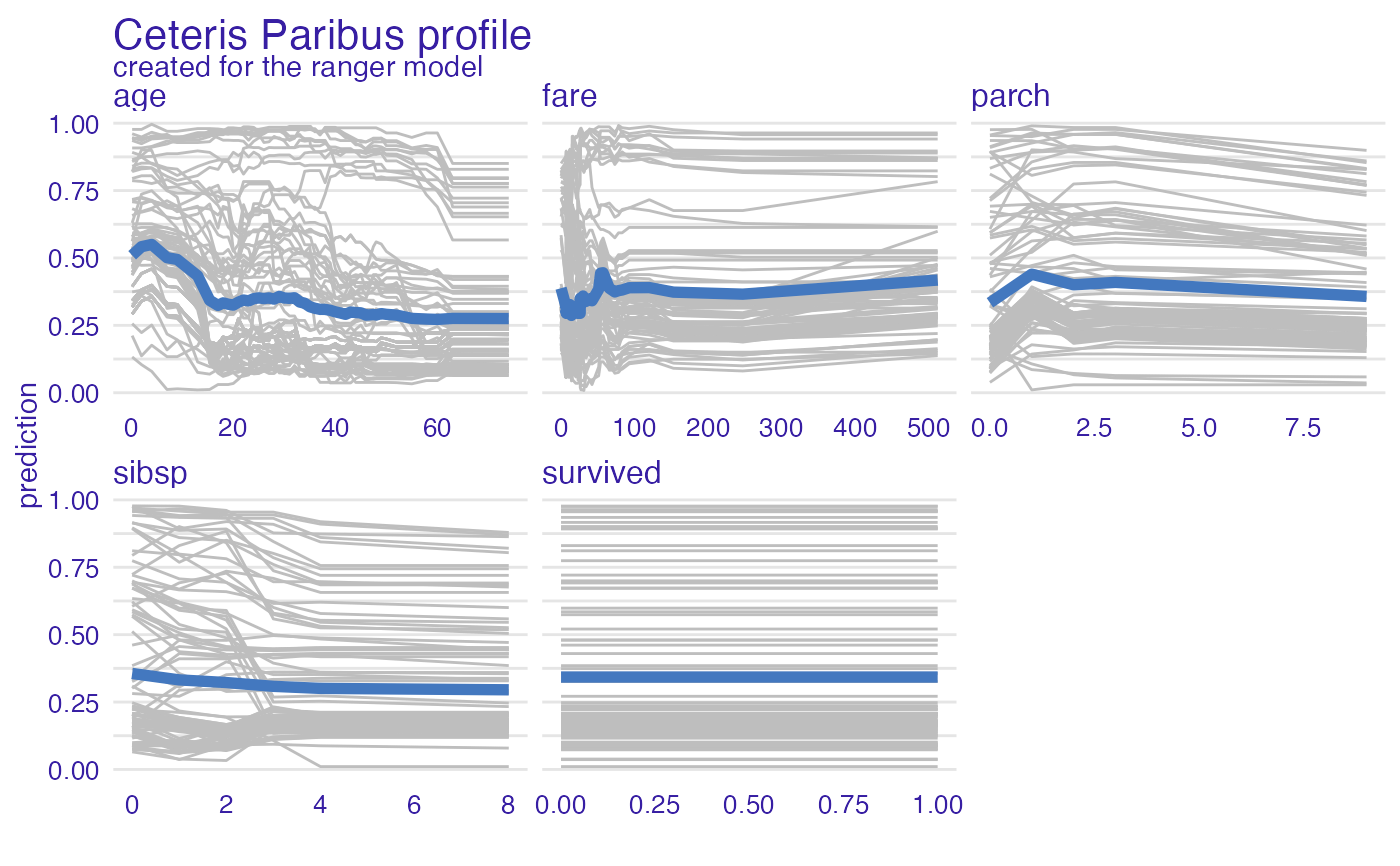 Ceteris Paribus profile
created for the ranger model
age
fare
parch
1.00
0.75
0.50
0.25
0.00
0 20 40 60
0 100 200 300 400 500
0.0 2.5 5.0 7.5
prediction
sibsp
survived
1.00
0.75
0.50
0.25
0.00
0 2 4 6 8
0.00 0.25 0.50 0.75 1.00